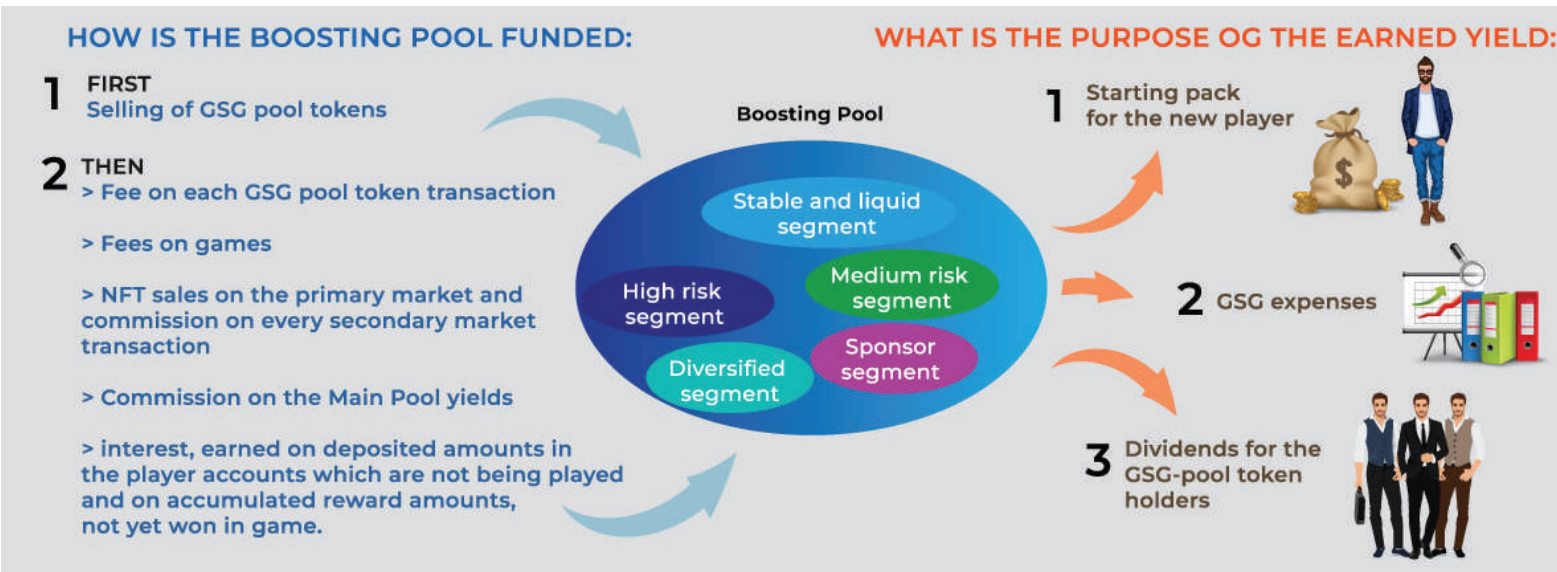 HOW IS THE BOOSTING POOL FUNDED:
1 FIRST
Selling of GSG pool tokens
2 THEN
> Fee on each GSG pool token transaction
> Fees on games
> NFT sales on the primary market and
commission on every secondary market
transaction
> Commission on the Main Pool yields
> interest, earned on deposited amounts in
the player accounts which are not being played
and on accumulated reward amounts,
not yet won in game.
Boosting Pool
Stable and liquid
segment
High risk
segment
Medium risk
segment
Diversified
segment
Sponsor
segment
WHAT IS THE PURPOSE OG THE EARNED YIELD:
1 Starting pack
for the new player
$
2 GSG expenses
3 Dividends for the
GSG-pool token
holders